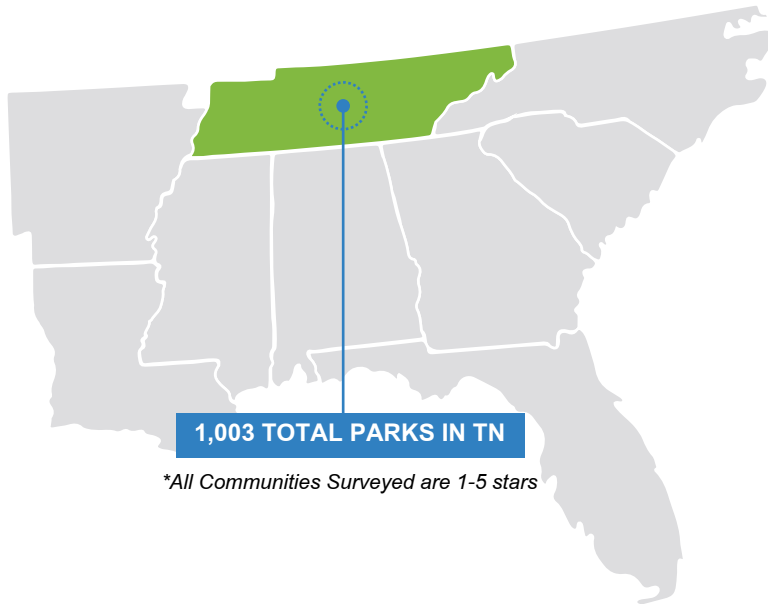 1,003 TOTAL PARKS IN TN
*All Communities Surveyed are 1-5 stars